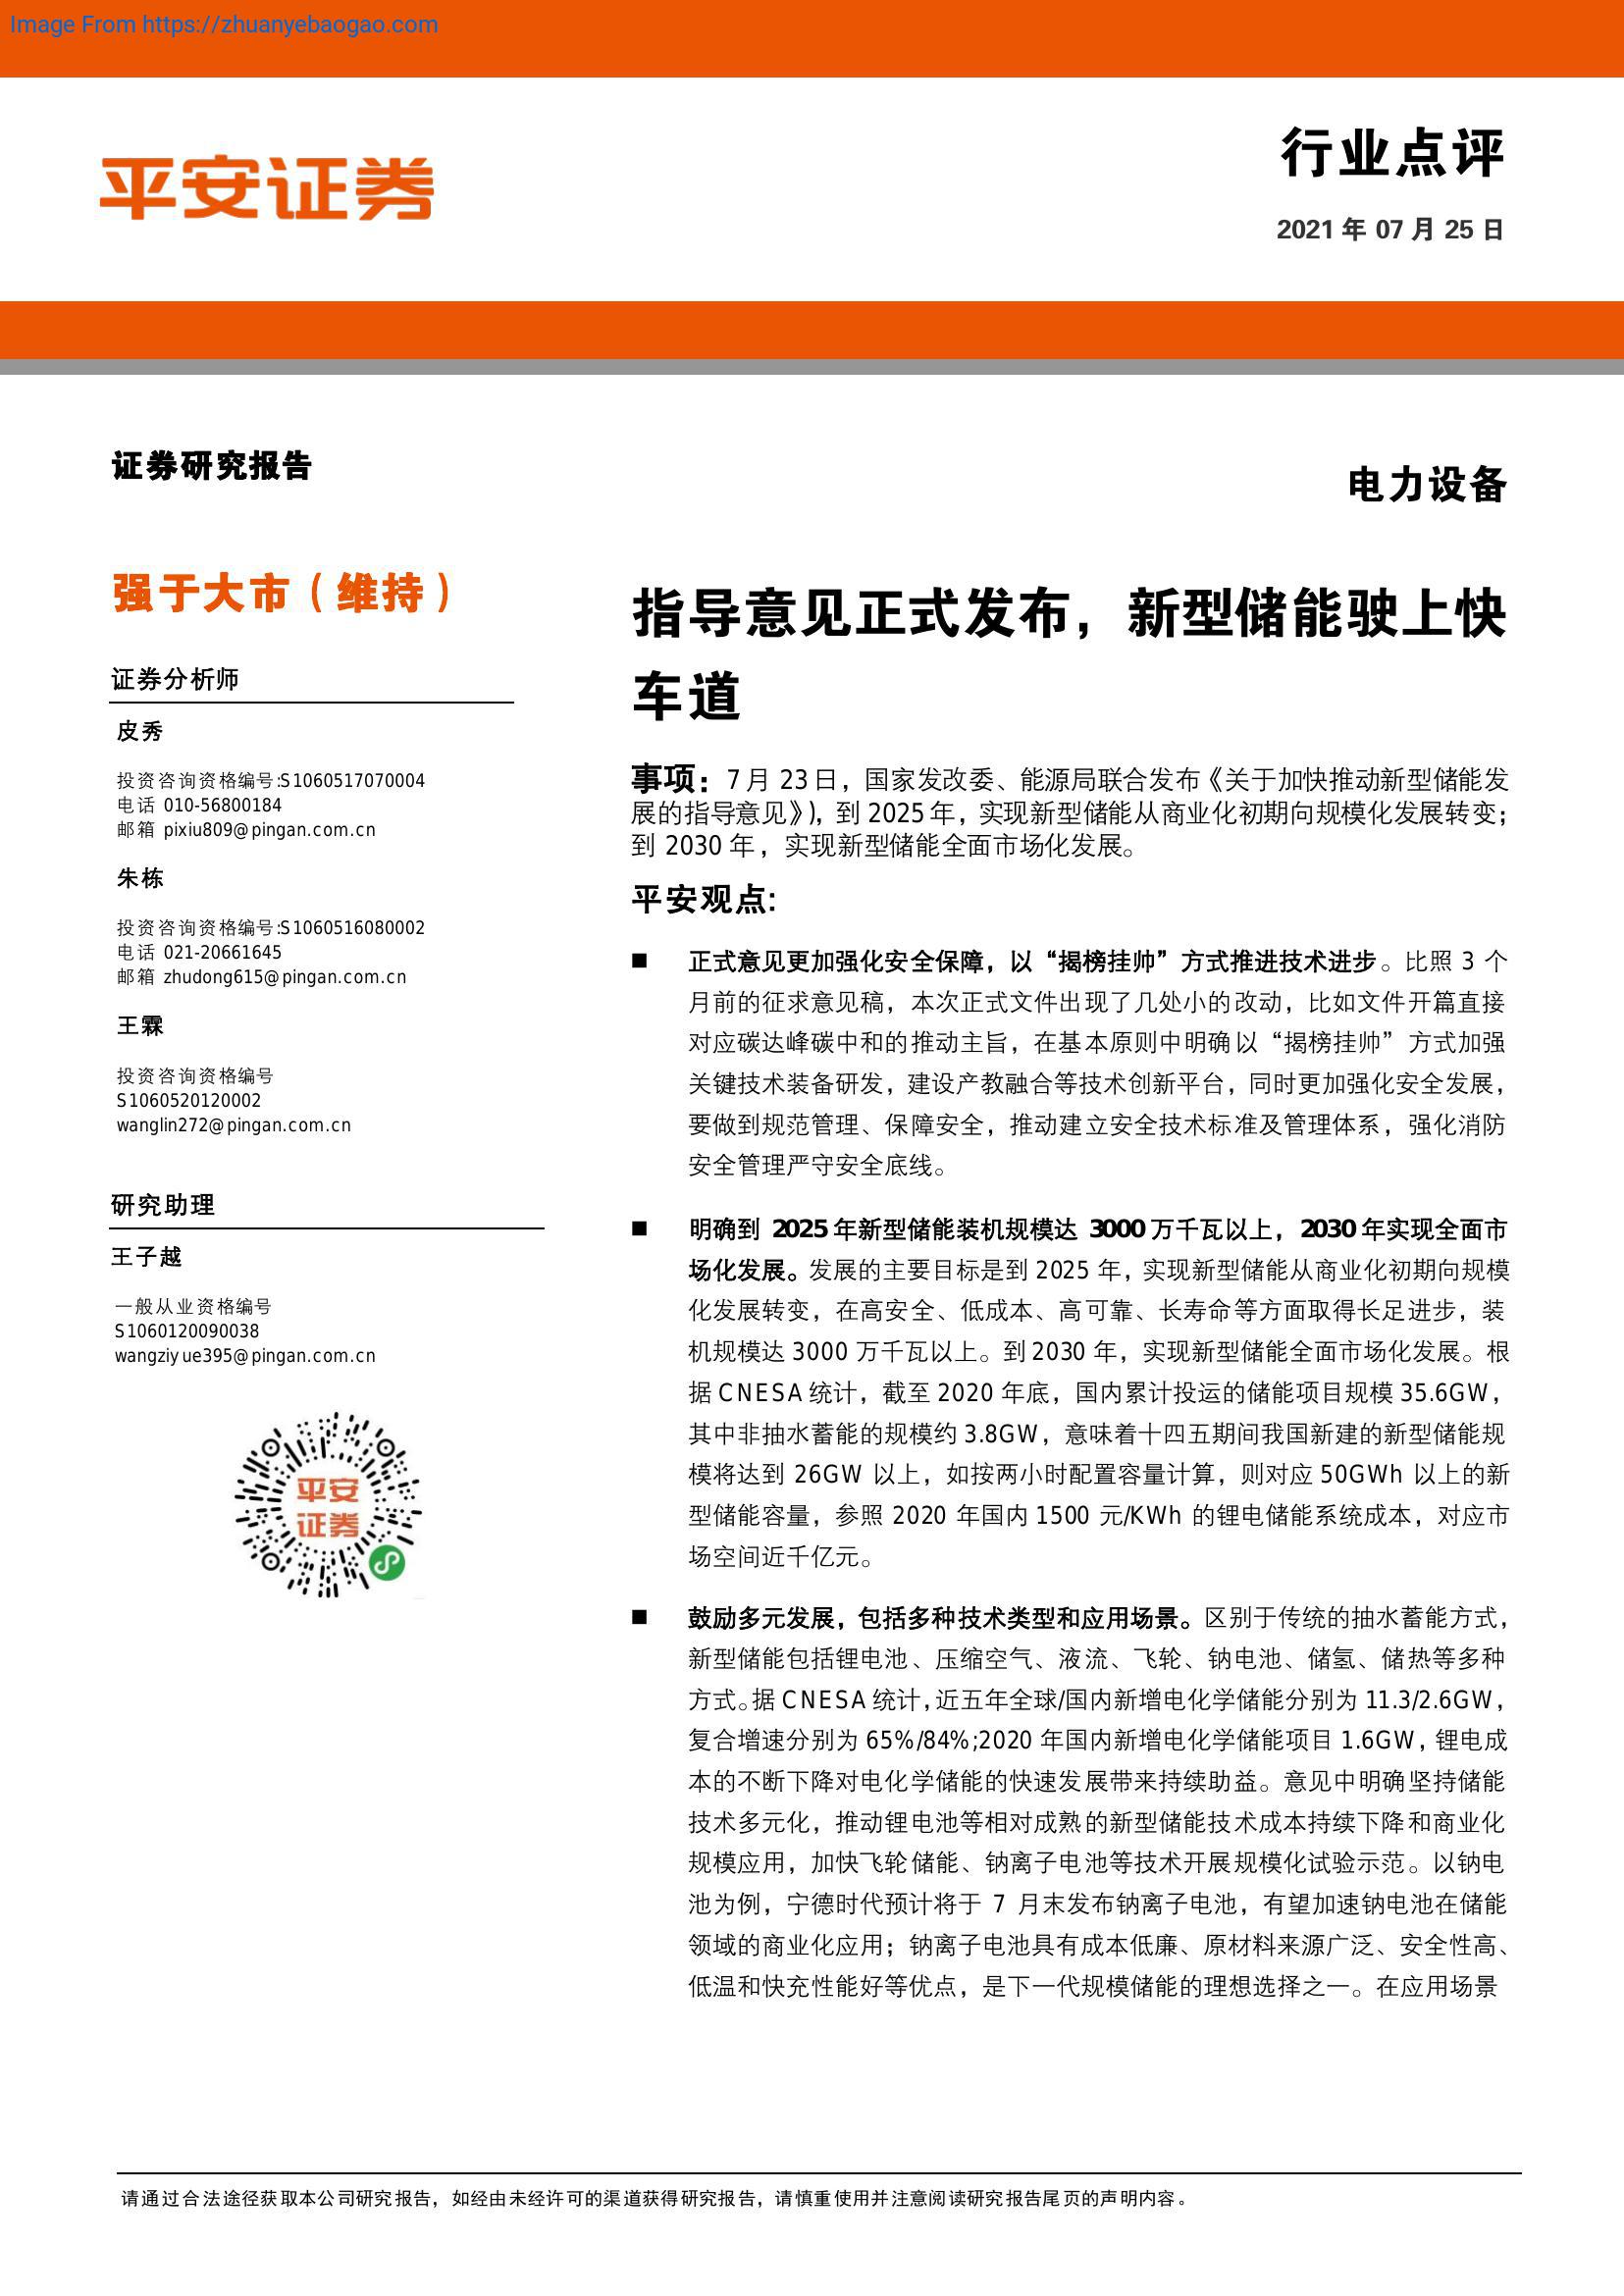 Image From https://zhuanyebaogao.com
平安证券
行业点评
2021 年 07 月 25 日
证券研究报告
电力设备
强于大市（维持）
证券分析师
皮秀
投资咨询资格编号:S1060517070004
电话 010-56800184
邮箱 pixiu809@pingan.com.cn
朱栋
投资咨询资格编号:S1060516080002
电话 021-20661645
邮箱 zhudong615@pingan.com.cn
王霖
投资咨询资格编号
S1060520120002
wanglin272@pingan.com.cn
研究助理
王子越
一般从业资格编号
S1060120090038
wangziyue395@pingan.com.cn
平安
证券
指导意见正式发布，新型储能驶上快
车道
事项：7 月 23 日，国家发改委、能源局联合发布《关于加快推动新型储能发
展的指导意见》)，到 2025 年，实现新型储能从商业化初期向规模化发展转变；
到 2030 年，实现新型储能全面市场化发展。
平安观点:
■ 正式意见更加强化安全保障，以“揭榜挂帅”方式推进技术进步。比照 3 个
月前的征求意见稿，本次正式文件出现了几处小的改动，比如文件开篇直接
对应碳达峰碳中和的推动主旨，在基本原则中明确以“揭榜挂帅”方式加强
关键技术装备研发，建设产教融合等技术创新平台，同时更加强化安全发展，
要做到规范管理、保障安全，推动建立安全技术标准及管理体系，强化消防
安全管理严守安全底线。
■ 明确到 2025 年新型储能装机规模达 3000 万千瓦以上，2030 年实现全面市
场化发展。发展的主要目标是到 2025 年，实现新型储能从商业化初期向规模
化发展转变，在高安全、低成本、高可靠、长寿命等方面取得长足进步，装
机规模达 3000 万千瓦以上。到 2030 年，实现新型储能全面市场化发展。根
据 CNESA 统计，截至 2020 年底，国内累计投运的储能项目规模 35.6GW，
其中非抽水蓄能的规模约 3.8GW，意味着十四五期间我国新建的新型储能规
模将达到 26GW 以上，如按两小时配置容量计算，则对应 50GWh 以上的新
型储能容量，参照 2020 年国内 1500 元/KWh 的锂电储能系统成本，对应市
场空间近千亿元。
■ 鼓励多元发展，包括多种技术类型和应用场景。区别于传统的抽水蓄能方式，
新型储能包括锂电池、压缩空气、液流、飞轮、钠电池、储氢、储热等多种
方式。据 CNESA 统计，近五年全球/国内新增电化学储能分别为 11.3/2.6GW，
复合增速分别为 65%/84%;2020 年国内新增电化学储能项目 1.6GW，锂电成
本的不断下降对电化学储能的快速发展带来持续助益。意见中明确坚持储能
技术多元化，推动锂电池等相对成熟的新型储能技术成本持续下降和商业化
规模应用，加快飞轮储能、钠离子电池等技术开展规模化试验示范。以钠电
池为例，宁德时代预计将于 7 月末发布钠离子电池，有望加速钠电池在储能
领域的商业化应用；钠离子电池具有成本低廉、原材料来源广泛、安全性高、
低温和快充性能好等优点，是下一代规模储能的理想选择之一。在应用场景
请通过合法途径获取本公司研究报告，如经由未经许可的渠道获得研究报告，请慎重使用并注意阅读研究报告尾页的声明内容。